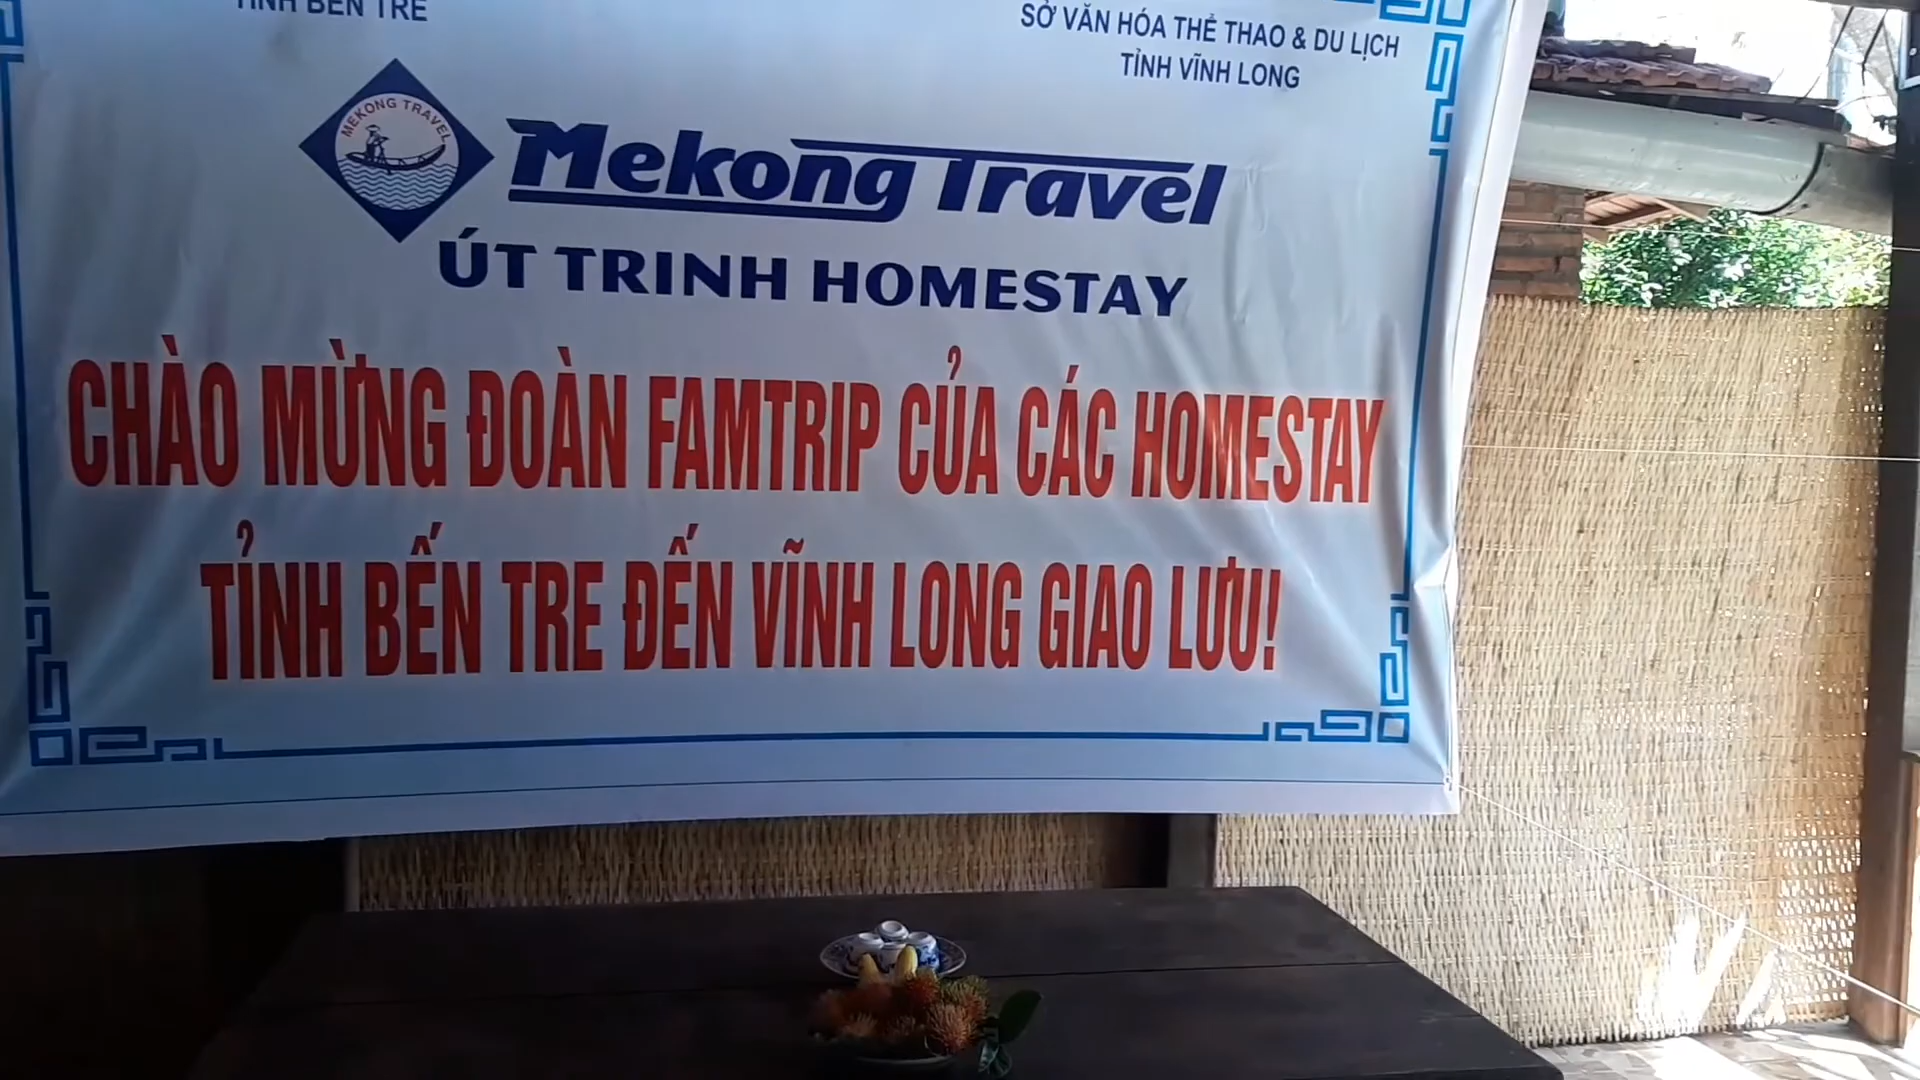 TỈNH BẾN TRE
SỞ VĂN HÓA THỂ THAO & DU LỊCH
TỈNH VĨNH LONG
MEKONG TRAVEL
Mekong Travel
ÚT TRINH HOMESTAY
CHÀO MỪNG ĐOÀN FAMTRIP CỦA CÁC HOMESTAY
TỈNH BẾN TRE ĐẾN VĨNH LONG GIAO LƯU!